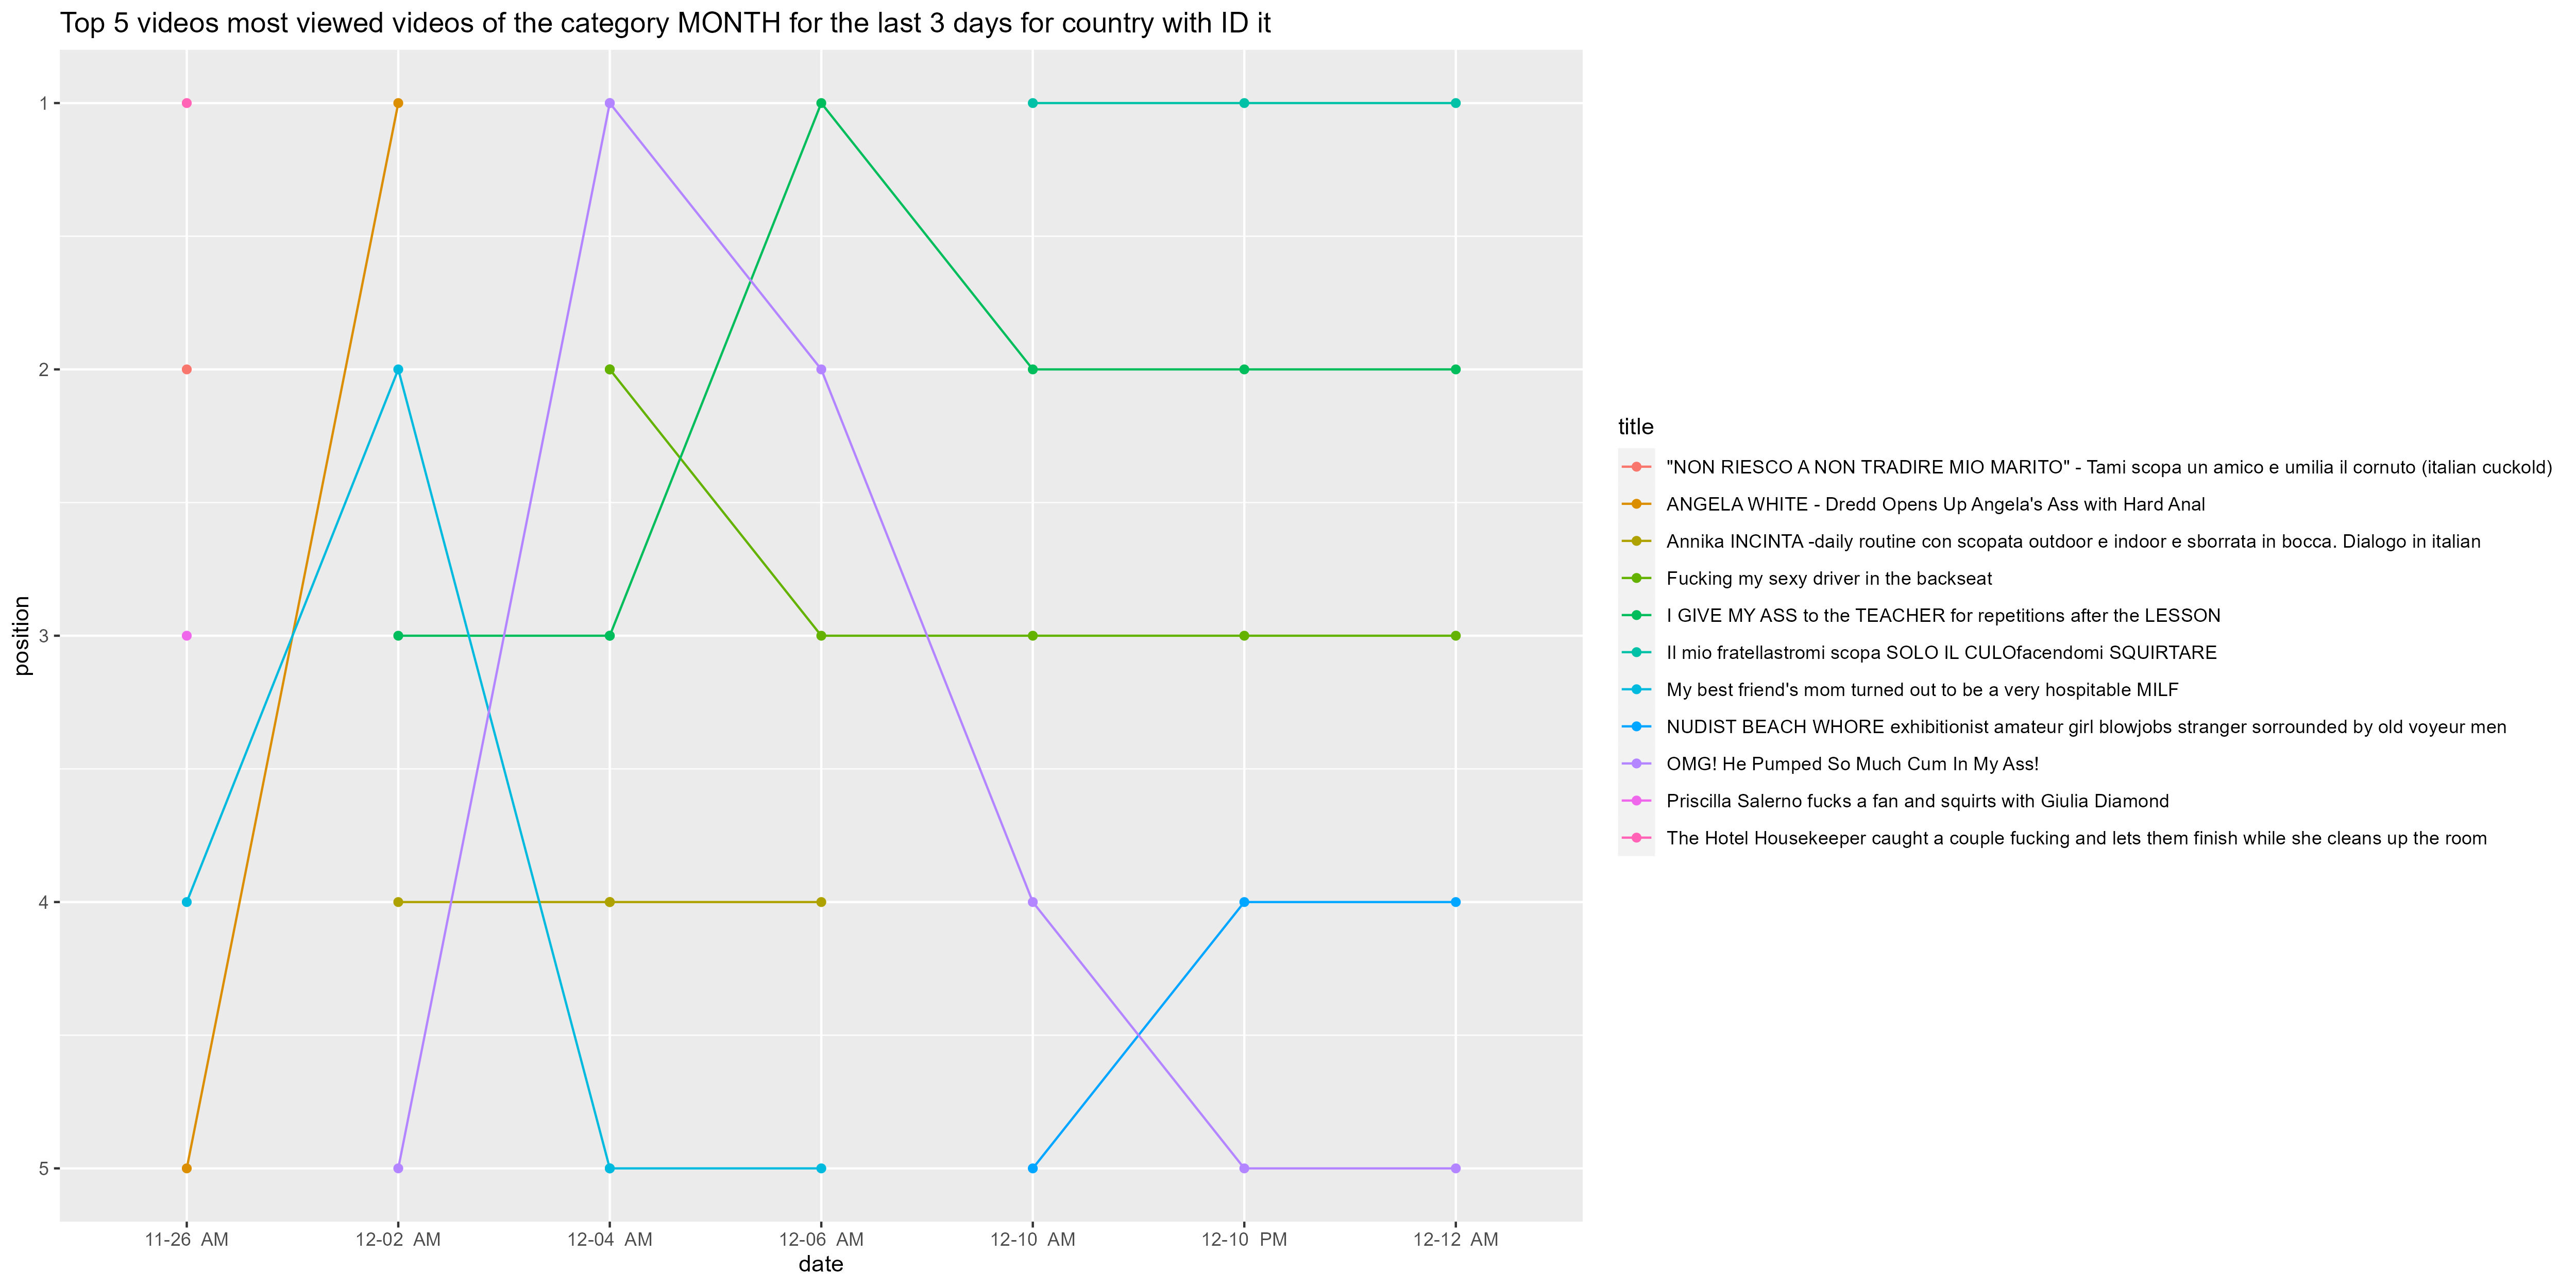 Top 5 videos most viewed videos of the category MONTH for the last 3 days for country with ID it
1
2
3
4
5
position
11-26 AM
12-02 AM
12-04 AM
12-06 AM
12-10 AM
12-10 PM
12-12 AM
date
title
"NON RIESCO A NON TRADIRE MIO MARITO" - Tami scopa un amico e umilia il cornuto (italian cuckold)
ANGELA WHITE - Dredd Opens Up Angela's Ass with Hard Anal
Annika INCINTA -daily routine con scopata outdoor e indoor e sborrata in bocca. Dialogo in italian
Fucking my sexy driver in the backseat
I GIVE MY ASS to the TEACHER for repetitions after the LESSON
Il mio fratellastromi scopa SOLO IL CULOfacendomi SQUIRTARE
My best friend's mom turned out to be a very hospitable MILF
NUDIST BEACH WHORE exhibitionist amateur girl blowjobs stranger sorrounded by old voyeur men
OMG! He Pumped So Much Cum In My Ass!
Priscilla Salerno fucks a fan and squirts with Giulia Diamond
The Hotel Housekeeper caught a couple fucking and lets them finish while she cleans up the room